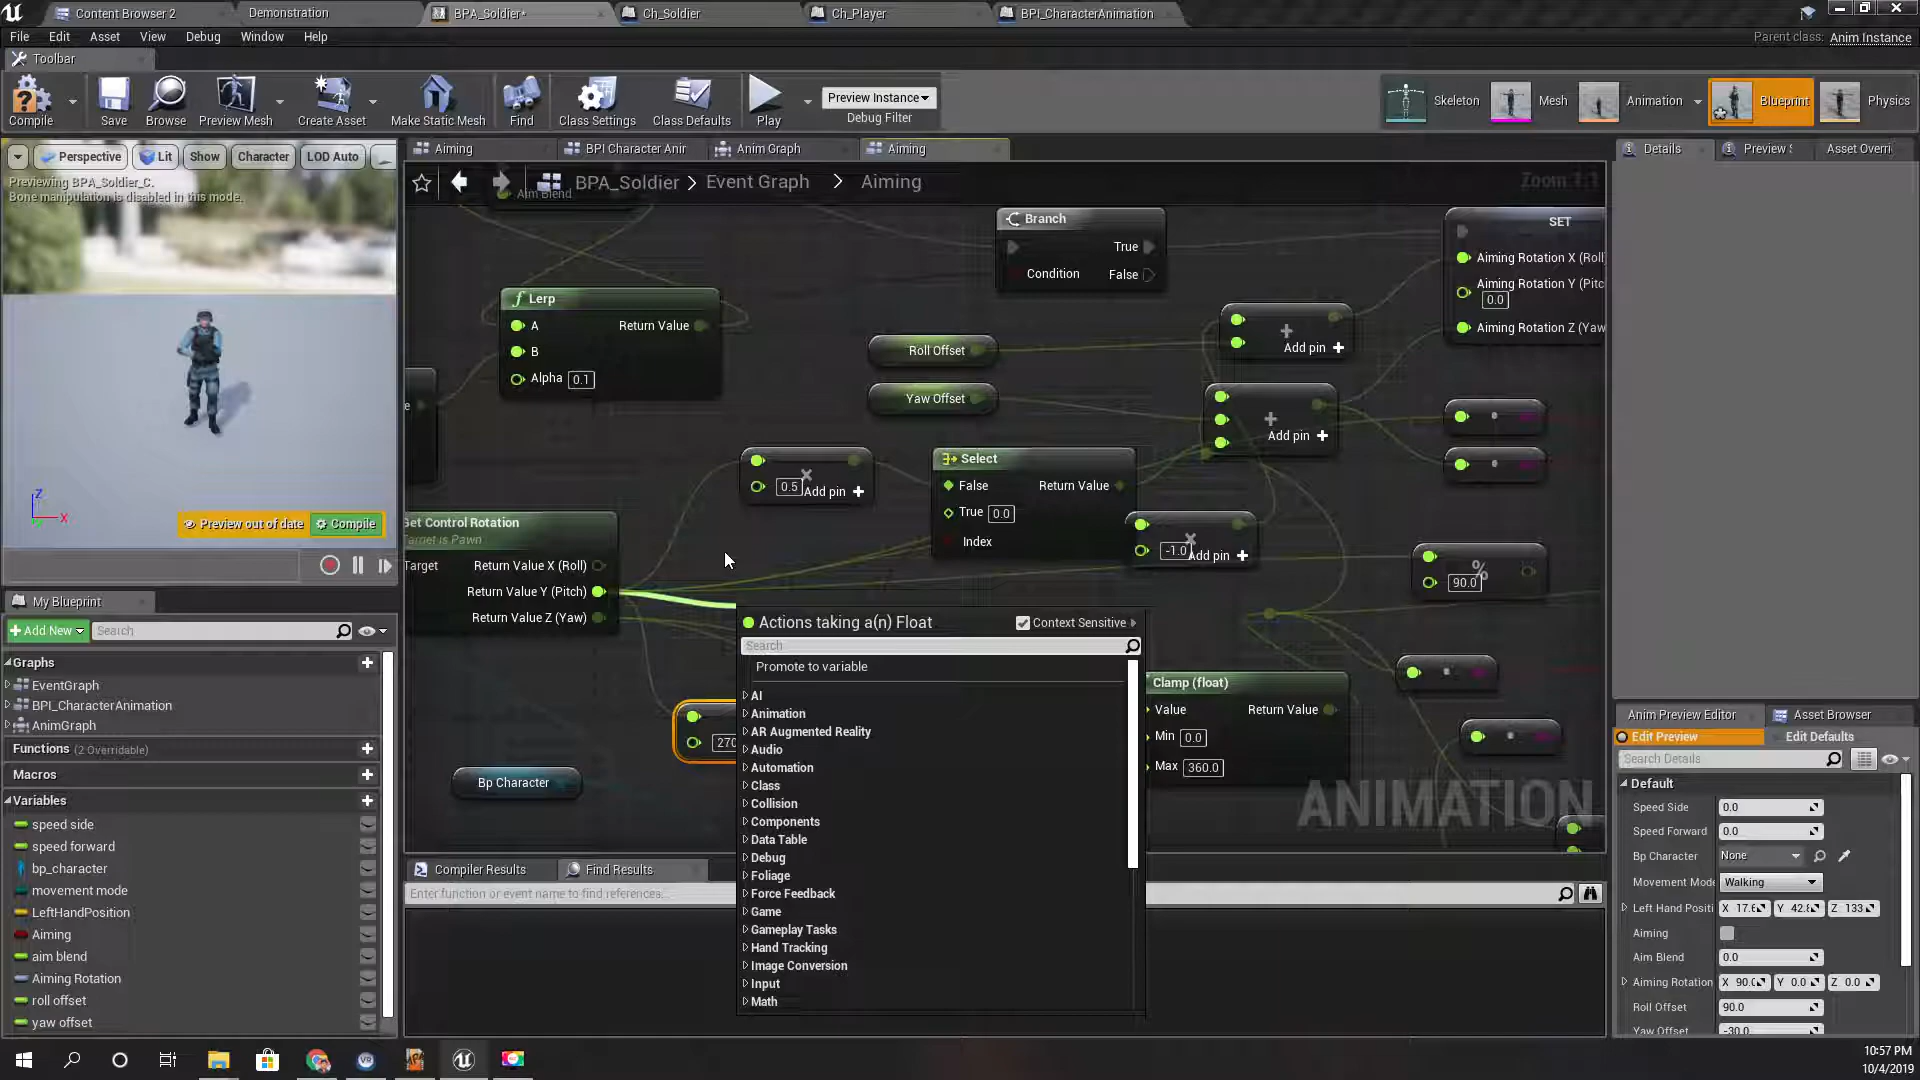 Content Browser 2
Demonstration
BPA_Soldier*
Ch_Soldier
Ch_Player
BPI_CharacterAnimation
File
Edit
Asset
View
Debug
Window
Help
Parent class:
Anim Instance
Toolbar
Compile
Save
Browse
Preview Mesh
Create Asset
Make Static Mesh
Find
Class Settings
Class Defaults
Play
Preview Instance
Debug Filter
Skeleton
Mesh
Animation
Blueprint
Physics
Perspective
Lit
Show
Character
LOD Auto
Previewing BPA_Soldier_C.
Bone manipulation is disabled in this mode.
Z
X
Preview out of date
Compile
Aiming
BPI Character Anir
Anim Graph
Aiming
BPA_Soldier
Event Graph
Aiming
Zoom 1:1
Aim Blend
Lerp
A
Return Value
B
Alpha
0.1
Branch
True
Condition
False
SET
Aiming Rotation X (Roll
Aiming Rotation Y (Pitc
0.0
Aiming Rotation Z (Yaw
Roll Offset
Yaw Offset
Add pin
Add pin
0.5
Add pin
Select
False
Return Value
True
0.0
Index
-1.0
Add pin
%
90.0
Get Control Rotation
Target is Pawn
Target
Return Value X (Roll)
Return Value Y (Pitch)
Return Value Z (Yaw)
270
Bp Character
Clamp (float)
Value
Return Value
Min
0.0
Max
360.0
ANIMATION
Actions taking a(n) Float
Context Sensitive
Search
Promote to variable
AI
Animation
AR Augmented Reality
Audio
Automation
Class
Collision
Components
Data Table
Debug
Foliage
Force Feedback
Game
Gameplay Tasks
Hand Tracking
Image Conversion
Input
Math
Compiler Results
Find Results
Enter function or event name to find references...
My Blueprint
Add New
Search
Graphs
EventGraph
BPI_CharacterAnimation
AnimGraph
Functions (2 Overridable)
Macros
Variables
speed side
speed forward
bp_character
movement mode
LeftHandPosition
Aiming
aim blend
Aiming Rotation
roll offset
yaw offset
Details
Preview S
Asset Overri
Anim Preview Editor
Asset Browser
Edit Preview
Edit Defaults
Search Details
Default
Speed Side
0.0
Speed Forward
0.0
Bp Character
None
Movement Mode
Walking
Left Hand Positi
X 17.6
Y 42.8
Z 133
Aiming
Aim Blend
0.0
Aiming Rotation
X 90.0
Y 0.0
Z 0.0
Roll Offset
90.0
Yaw Offset
-30.0
10:57 PM
10/4/2019